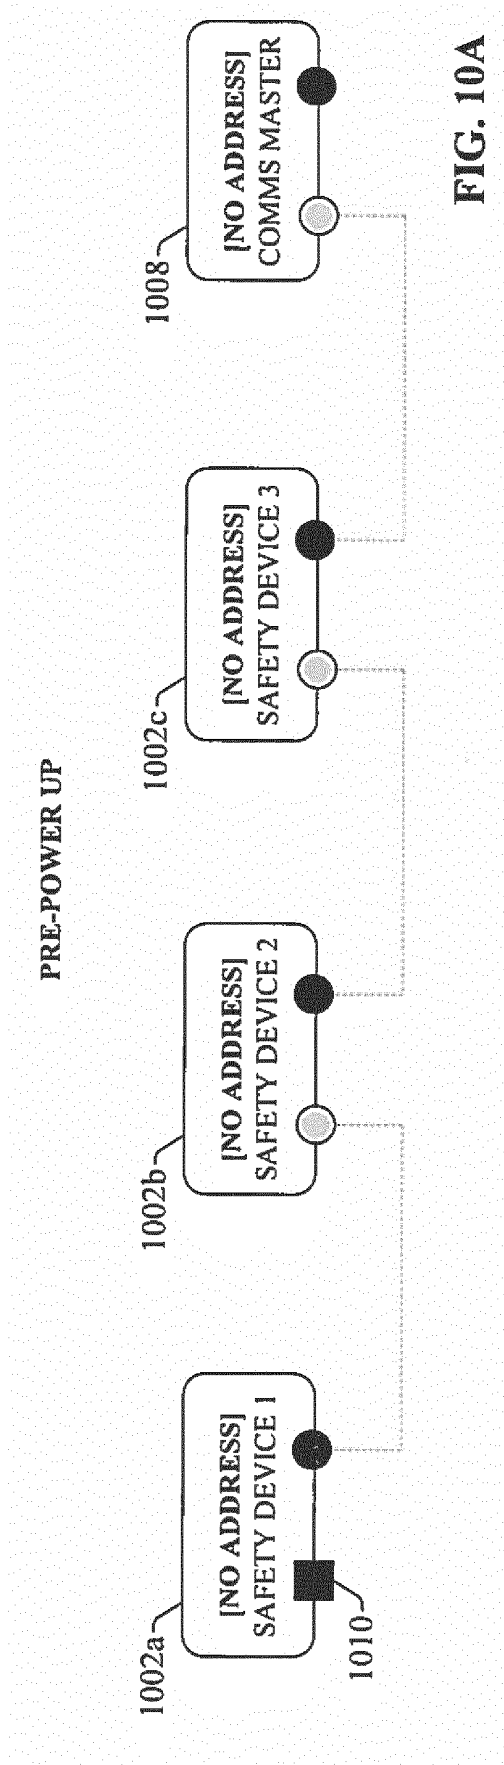 PRE-POWER UP
1002a
[NO ADDRESS]
SAFETY DEVICE 1
1010
1002b
[NO ADDRESS]
SAFETY DEVICE 2
1002c
[NO ADDRESS]
SAFETY DEVICE 3
1008
[NO ADDRESS]
COMMS MASTER
FIG. 10A